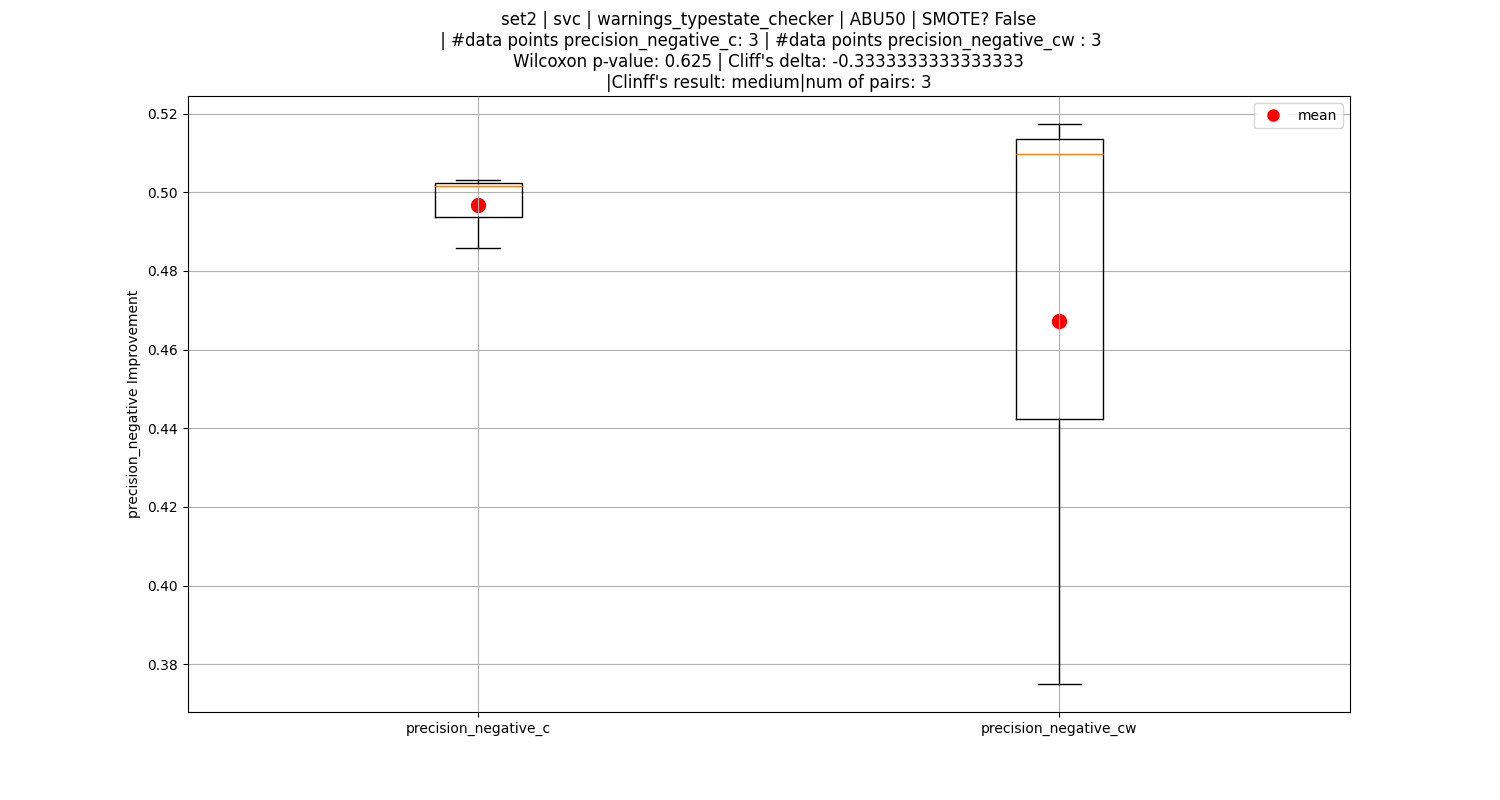 set2 | svc | warnings_typestate_checker | ABU50 | SMOTE? False
| #data points precision_negative_c: 3 | #data points precision_negative_cw : 3
Wilcoxon p-value: 0.625 | Cliff's delta: -0.3333333333333333
|Clinff's result: medium|num of pairs: 3
mean
0.52
0.50
0.48
0.46
0.44
0.42
0.40
0.38
precision_negative Improvement
precision_negative_c
precision_negative_cw